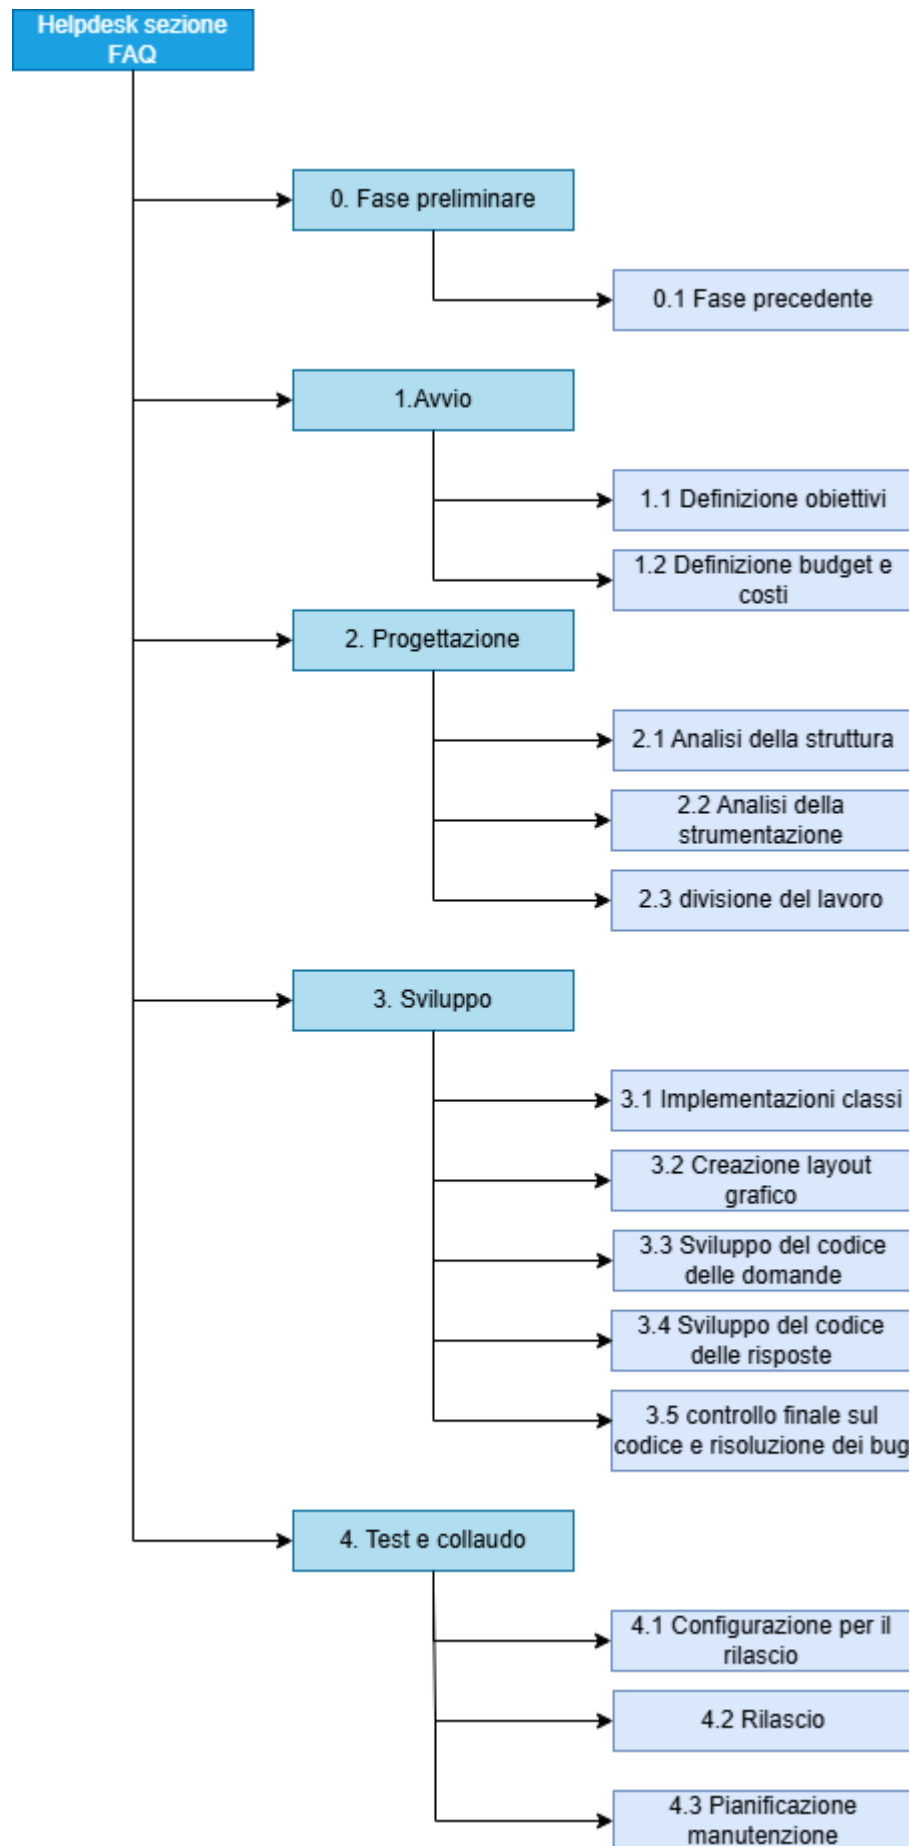 Helpdesk sezione
FAQ
0. Fase preliminare
0.1 Fase precedente
1.Avvio
1.1 Definizione obiettivi
1.2 Definizione budget e
costi
2. Progettazione
2.1 Analisi della struttura
2.2 Analisi della
strumentazione
2.3 divisione del lavoro
3. Sviluppo
3.1 Implementazioni classi
3.2 Creazione layout
grafico
3.3 Sviluppo del codice
delle domande
3.4 Sviluppo del codice
delle risposte
3.5 controllo finale sul
codice e risoluzione dei bug
4. Test e collaudo
4.1 Configurazione per il
rilascio
4.2 Rilascio
4.3 Pianificazione
manutenzione